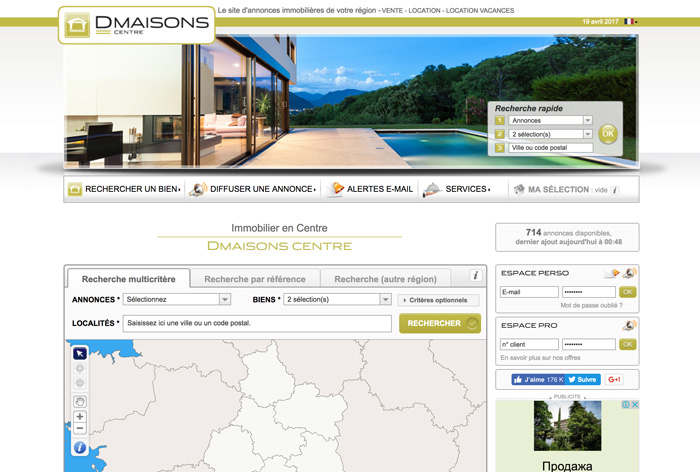 DMAISONS
CENTRE
Le site d'annonces immobilières de votre région - VENTE - LOCATION - LOCATION VACANCES
19 avril 2017
Recherche rapide
1 Annonces
2 2 sélection(s)
OK
3 Ville ou code postal
RECHERCHER UN BIEN
DIFFUSER UNE ANNONCE
ALERTES E-MAIL
SERVICES
MA SÉLECTION : vide i
Immobilier en Centre
DMAISONS CENTRE
714 annonces disponibles,
dernier ajout aujourd'hui à 00:48
Recherche multicritère
Recherche par référence
Recherche (autre région)
i
ANNONCES * Sélectionnez
BIENS * 2 sélection(s)
Critères optionnels
LOCALITÉS * Saisissez ici une ville ou un code postal.
RECHERCHER
ESPACE PERSO
E-mail
••••••••
OK
Mot de passe oublié ?
ESPACE PRO
n° client
••••••••
OK
En savoir plus sur nos offres
J'aime 176 K
Suivre
G+1
PUBLICITÉ
Продажа
+
−
i